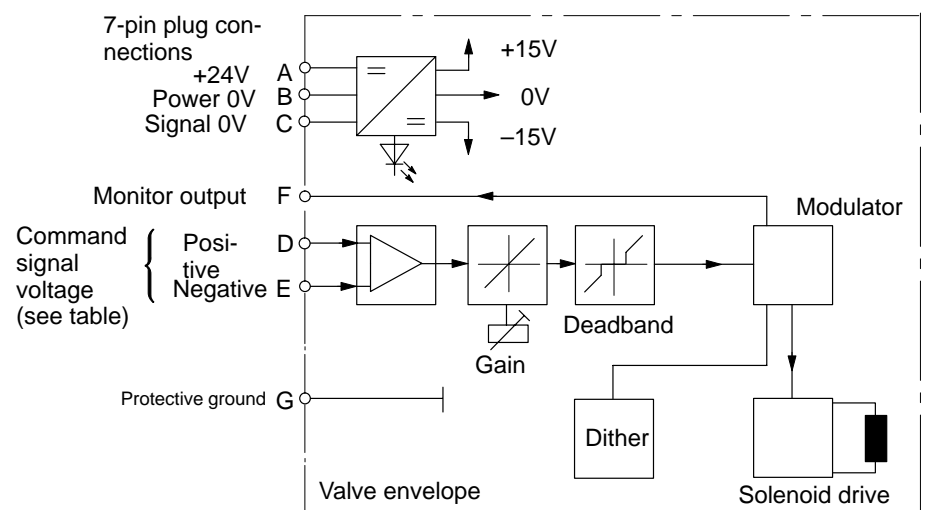 7-pin plug con-
nections
+24V A
Power 0V B
Signal 0V C
+15V
0V
–15V
Monitor output F
Modulator
Command
signal
voltage
(see table)
Posi- D
tive
Negative E
Deadband
Gain
Protective ground G
Dither
Valve envelope
Solenoid drive